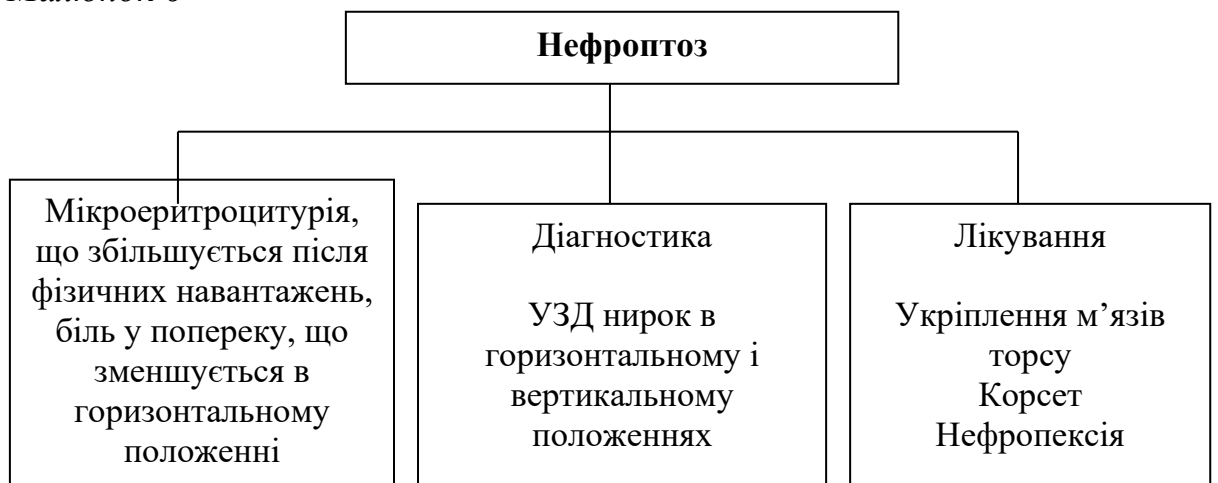 Нефроптоз
Мікроеритроцитурія,
що збільшується після
фізичних навантажень,
біль у попереку, що
зменшується в
горизонтальному
положенні
Діагностика
УЗД нирок в
горизонтальному і
вертикальному
положеннях
Лікування
Укріплення м’язів
торсу
Корсет
Нефропексія